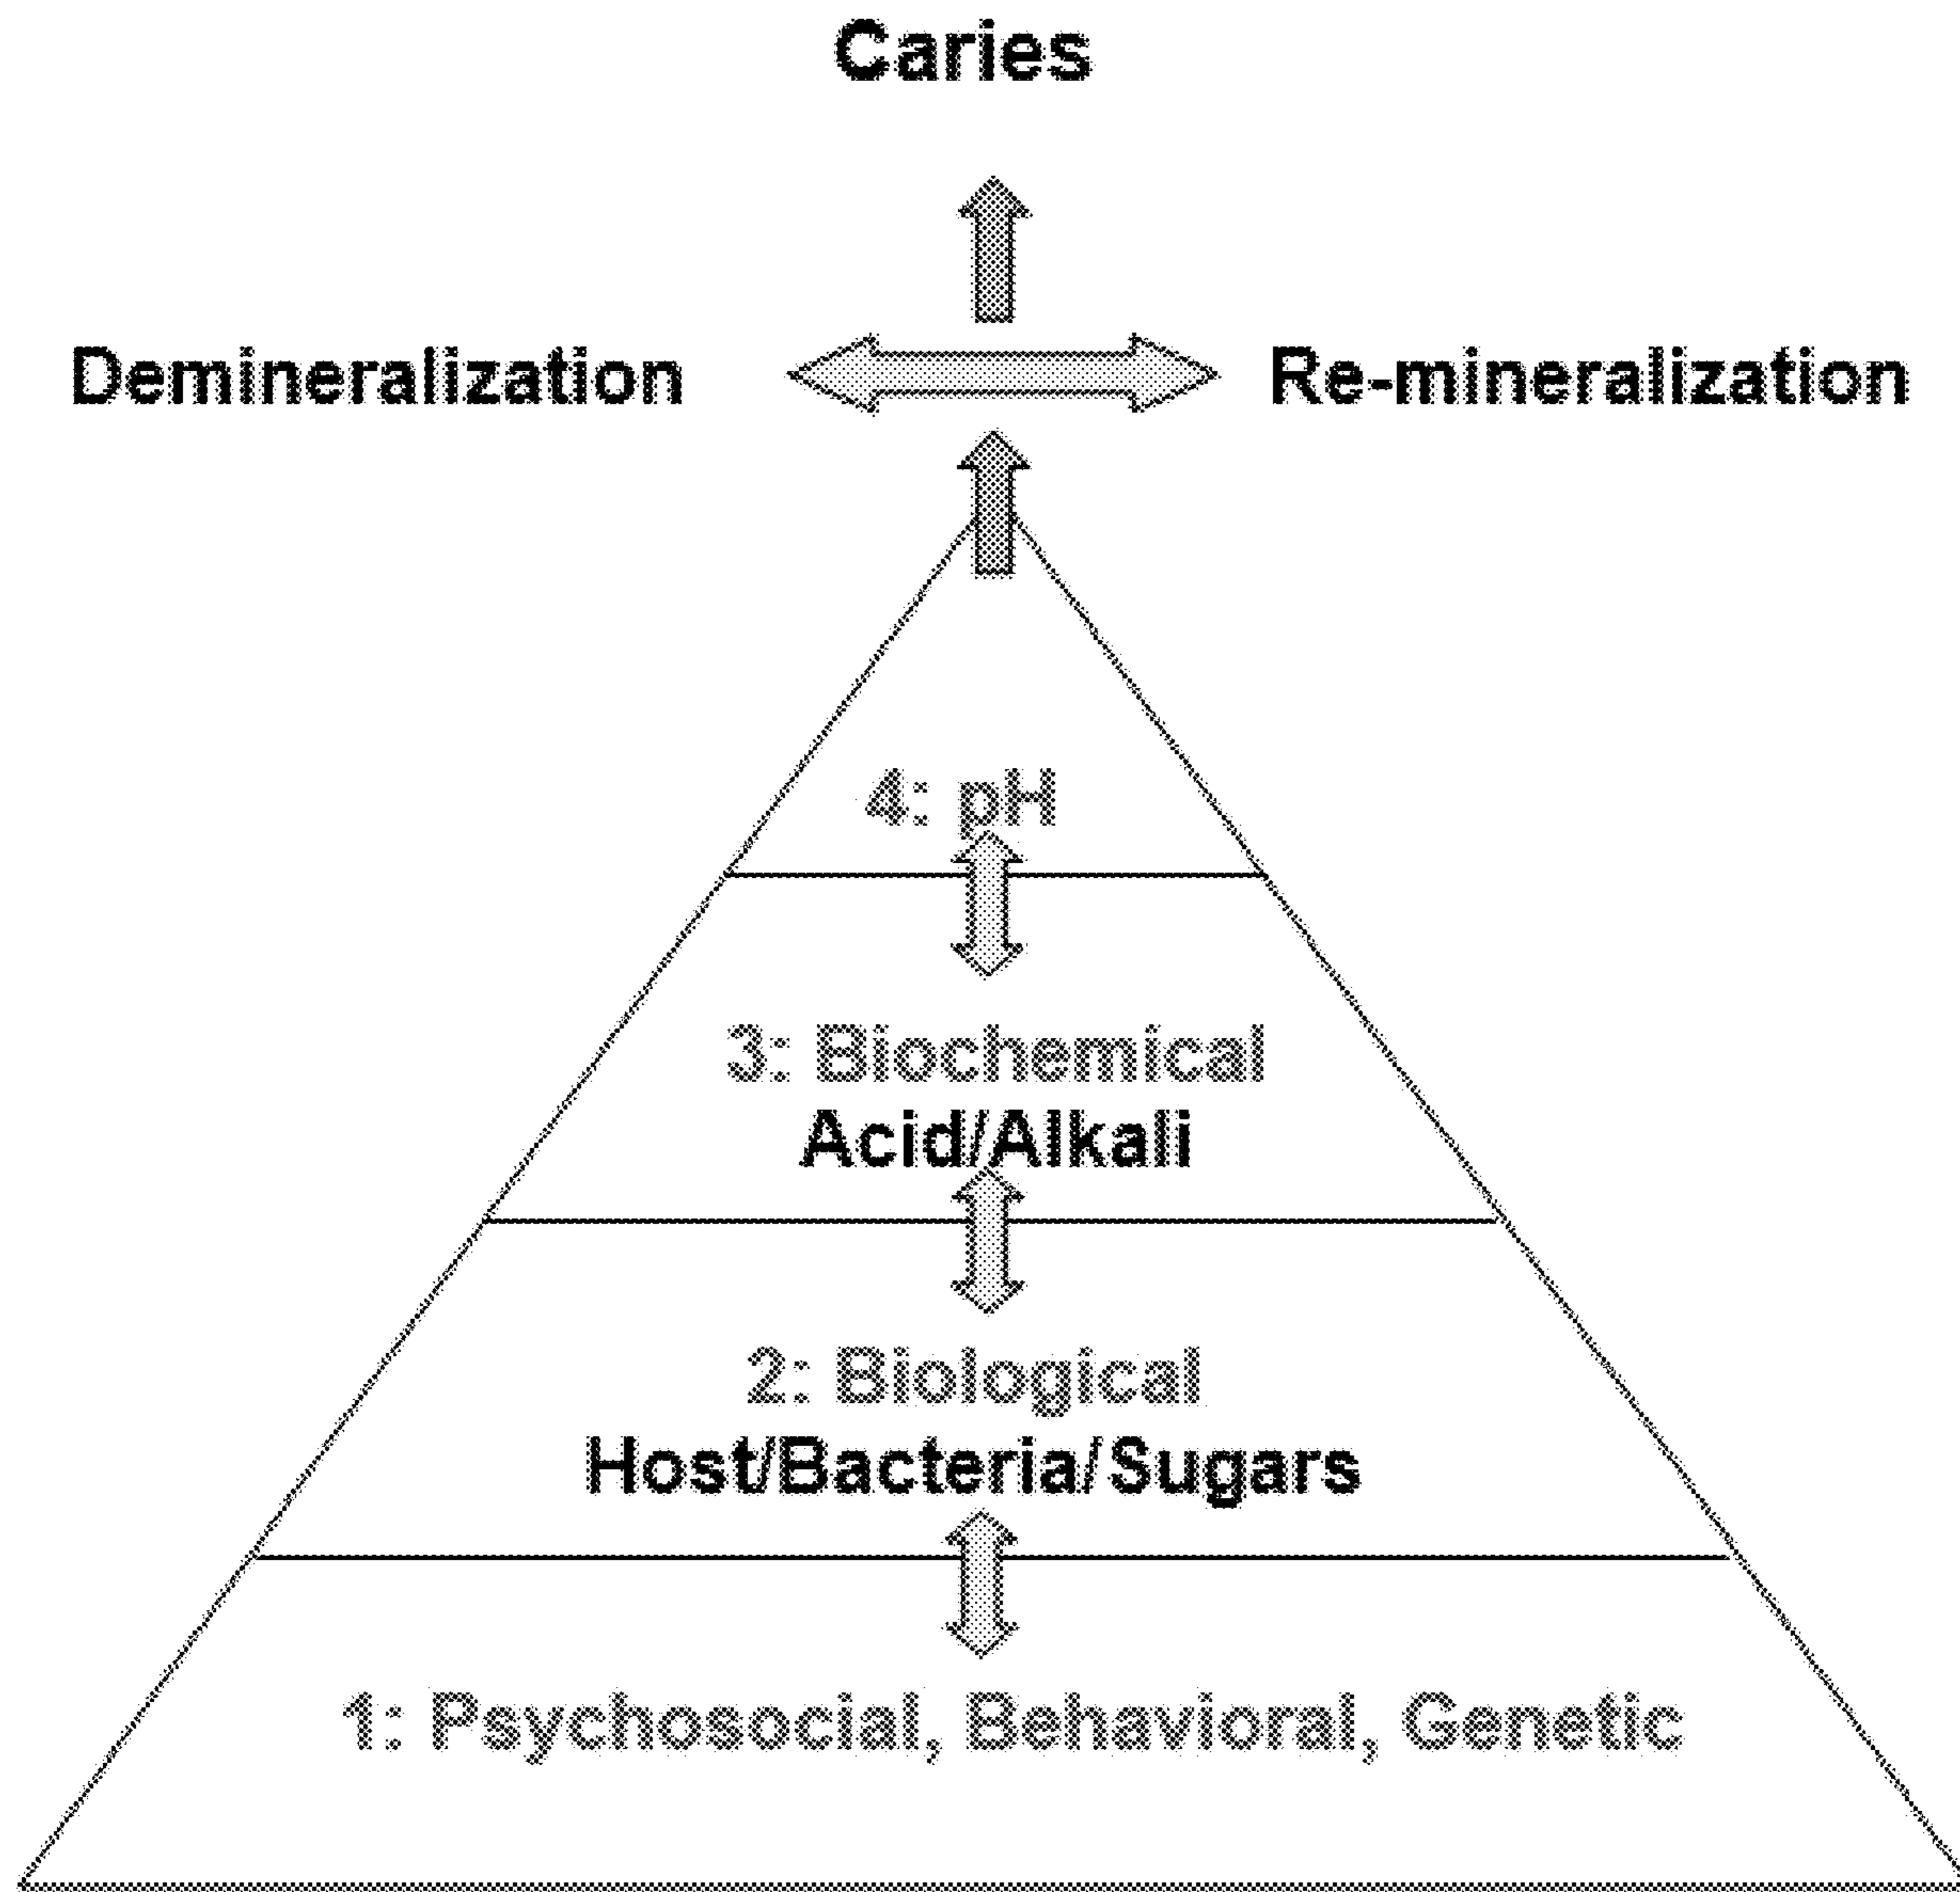 Caries
Demineralization
Re-mineralization
4: pH
3: Biochemical
Acid/Alkali
2: Biological
Host/Bacteria/Sugars
1: Psychosocial, Behavioral, Genetic